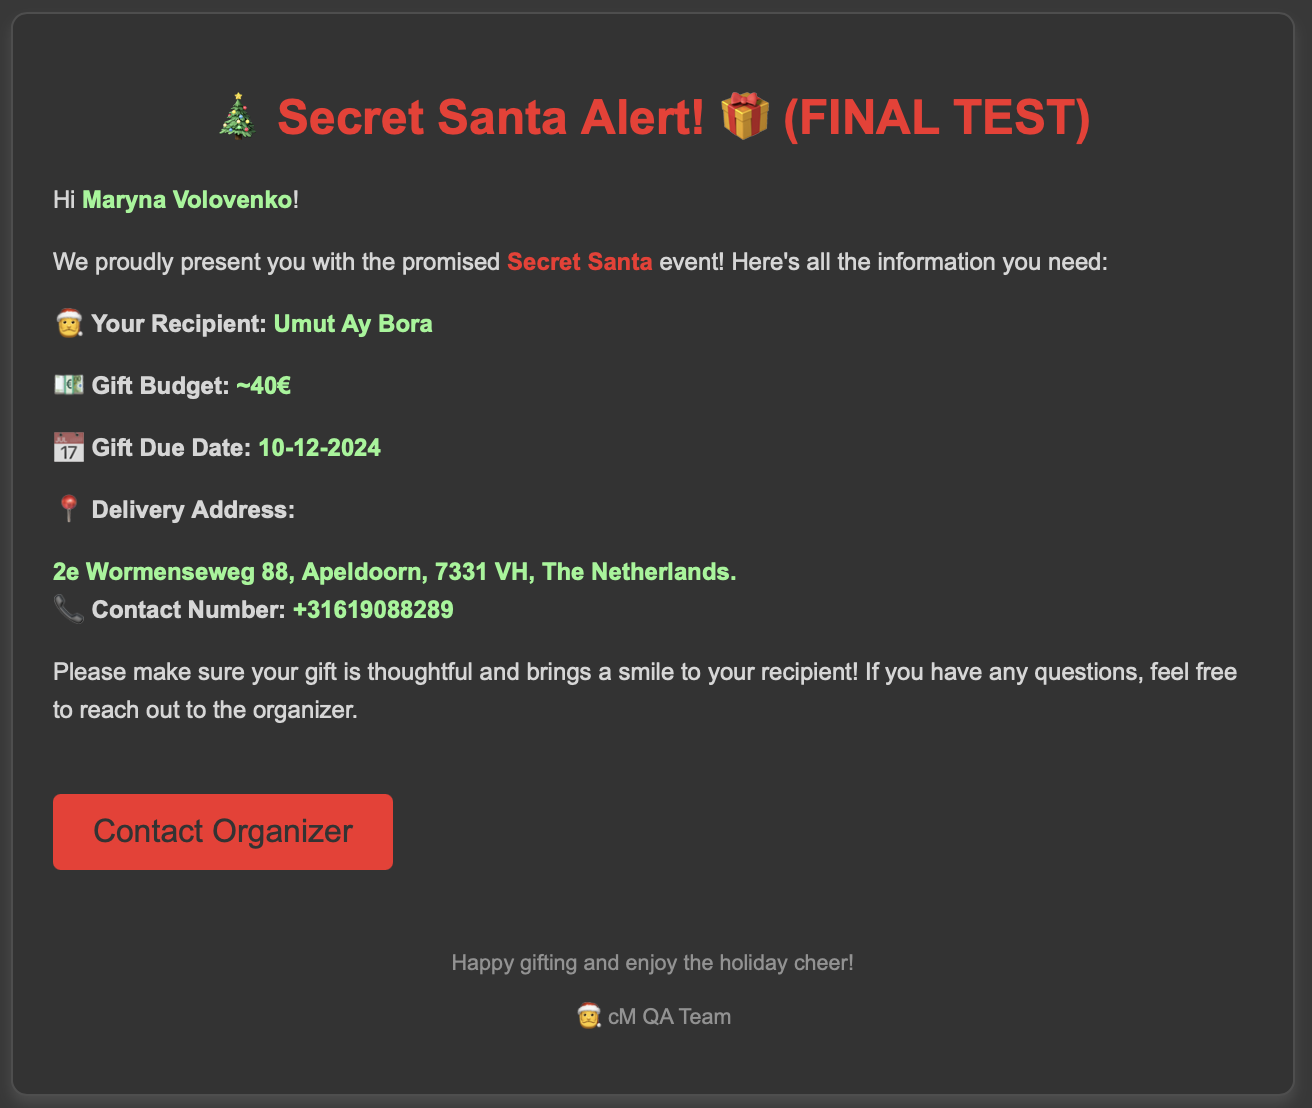 🎄 Secret Santa Alert! 🎁 (FINAL TEST)
Hi Maryna Volovenko!
We proudly present you with the promised Secret Santa event! Here's all the information you need:
🧑‍🎄 Your Recipient: Umut Ay Bora
💶 Gift Budget: ~40€
📅 Gift Due Date: 10-12-2024
📍 Delivery Address:
2e Wormenseweg 88, Apeldoorn, 7331 VH, The Netherlands.
📞 Contact Number: +31619088289
Please make sure your gift is thoughtful and brings a smile to your recipient! If you have any questions, feel free
to reach out to the organizer.
Contact Organizer
Happy gifting and enjoy the holiday cheer!
🧑‍🎄 cM QA Team